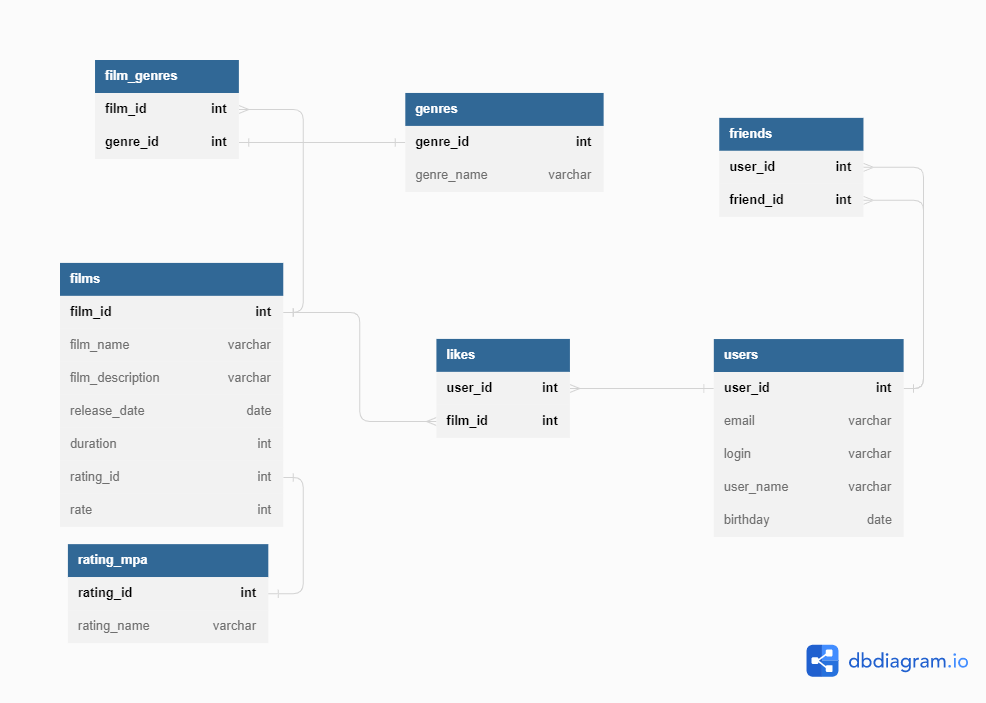 film_genres
film_id int
genre_id int
genres
genre_id int
genre_name varchar
friends
user_id int
friend_id int
films
film_id int
film_name varchar
film_description varchar
release_date date
duration int
rating_id int
rate int
likes
user_id int
film_id int
users
user_id int
email varchar
login varchar
user_name varchar
birthday date
rating_mpa
rating_id int
rating_name varchar
dbdiagram.io